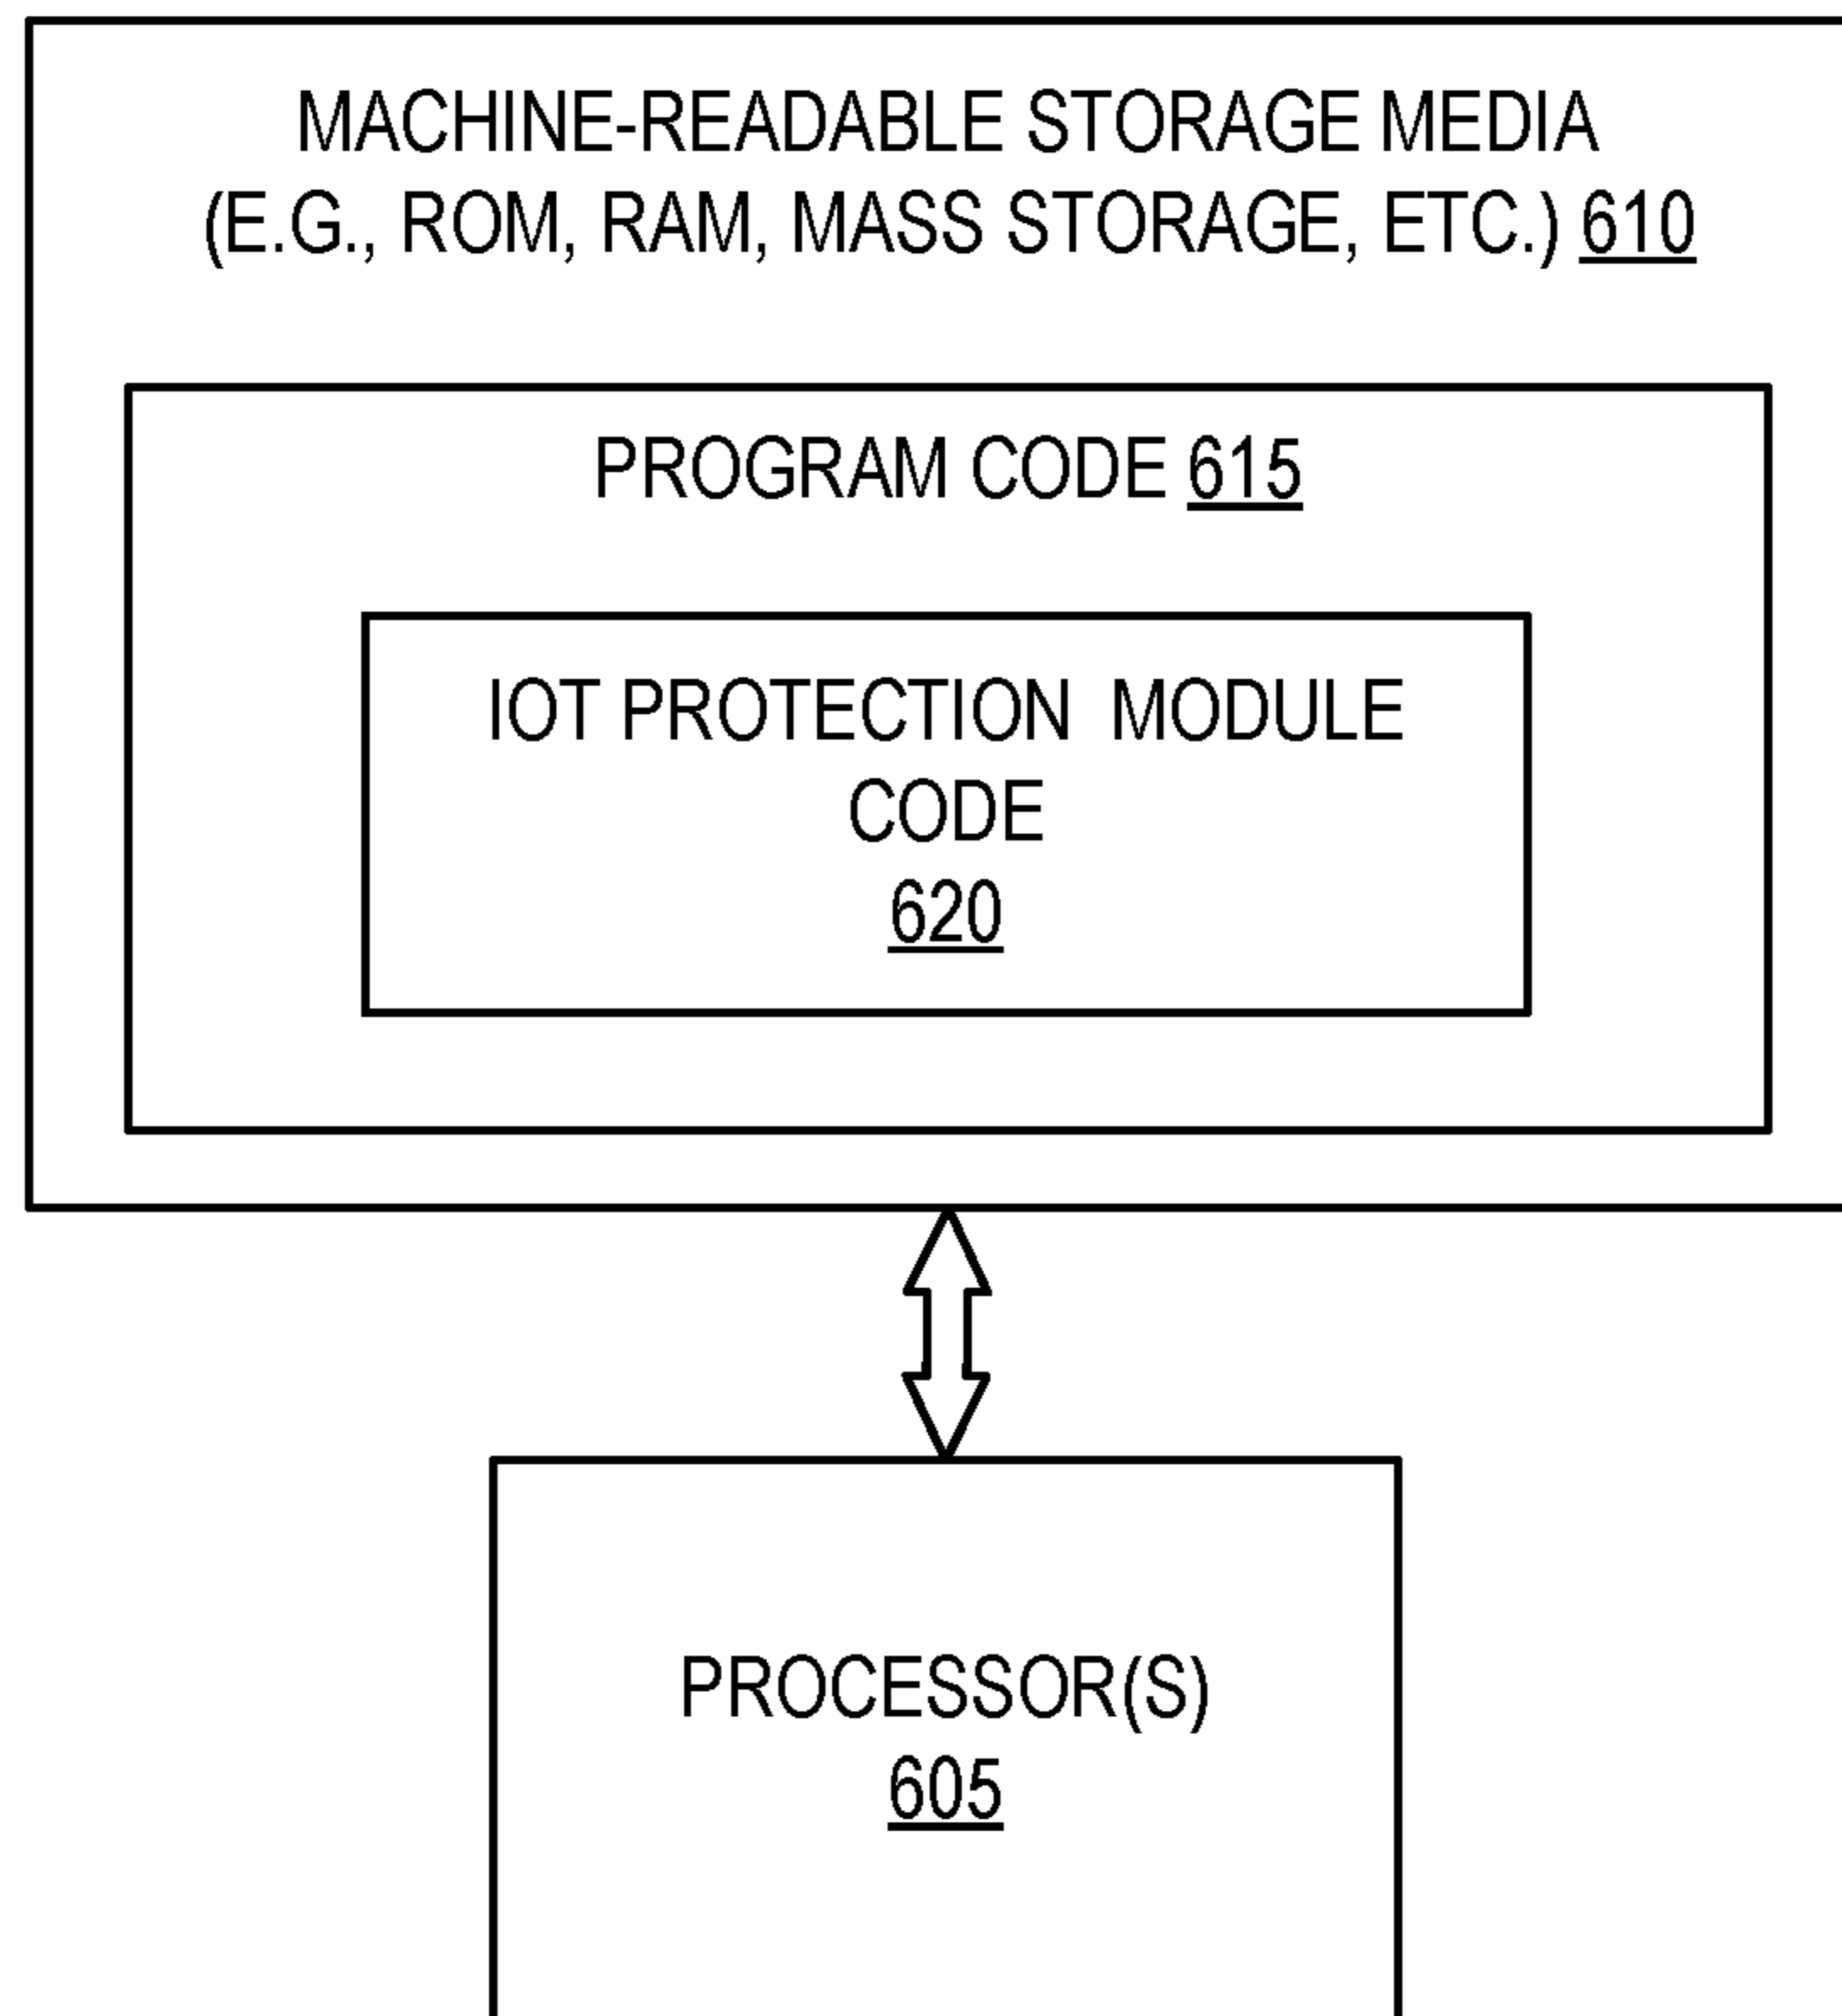 MACHINE-READABLE STORAGE MEDIA
(E.G., ROM, RAM, MASS STORAGE, ETC.) 610
PROGRAM CODE 615
IOT PROTECTION MODULE
CODE
620
PROCESSOR(S)
605